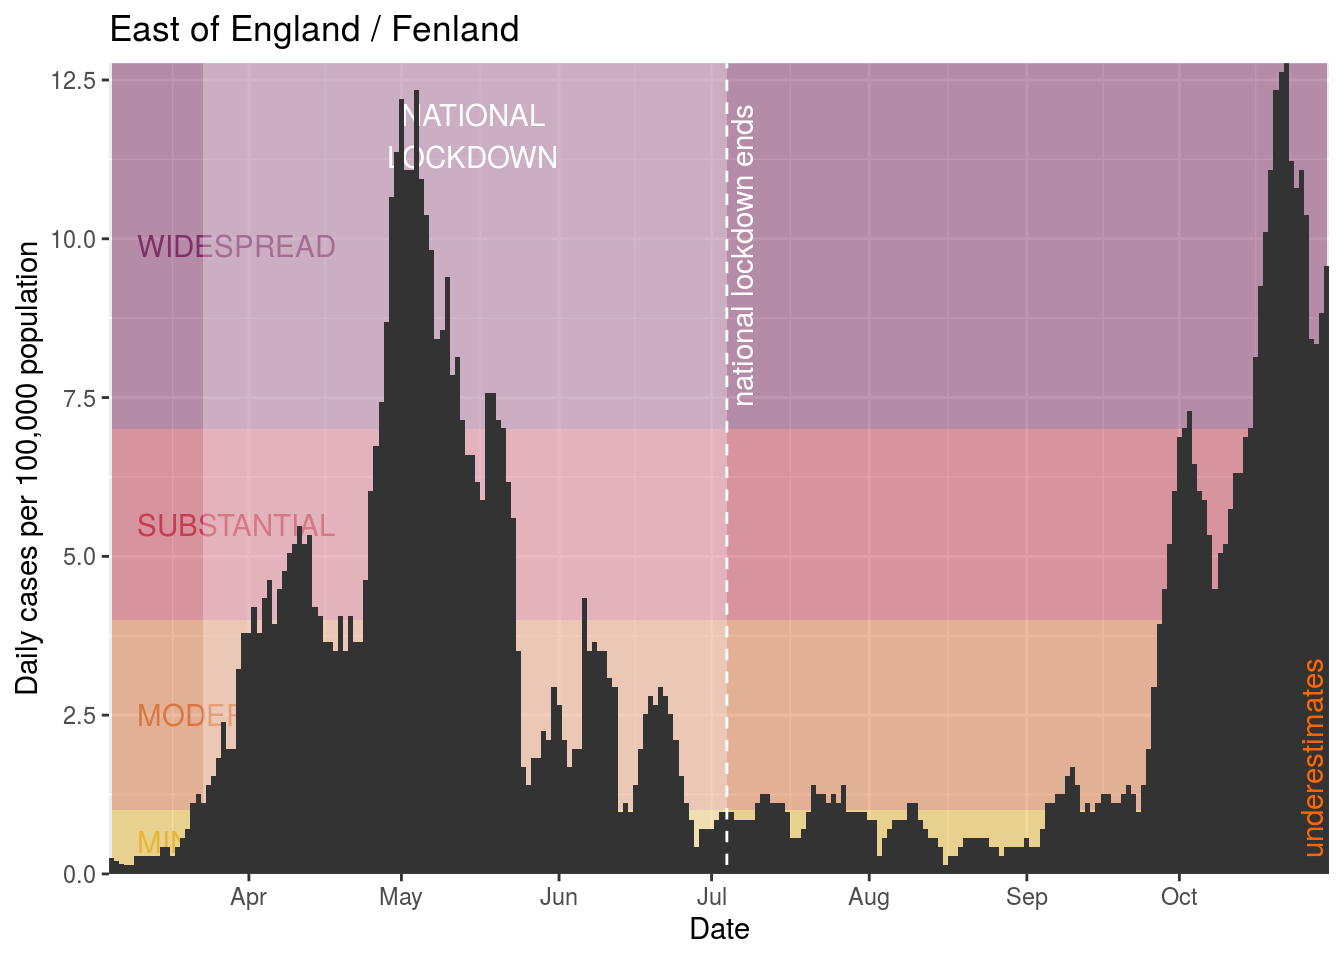 East of England / Fenland
Daily cases per 100,000 population
12.5
10.0
7.5
5.0
2.5
0.0
NATIONAL
LOCKDOWN
WIDESPREAD
SUBSTANTIAL
MODER
MIN
national lockdown ends
underestimates
Apr
May
Jun
Jul
Aug
Sep
Oct
Date